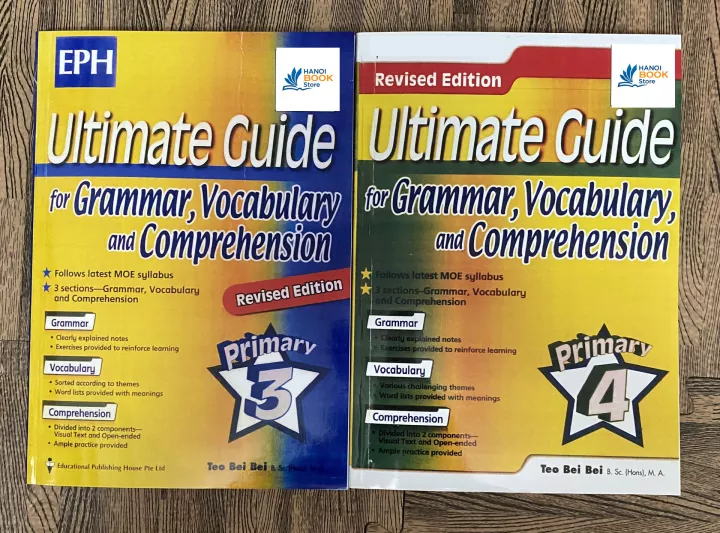 EPH
HANOI
BOOK
Store
Ultimate Guide
for Grammar, Vocabulary
and Comprehension
★ Follows latest MOE syllabus
★ 3 sections—Grammar, Vocabulary
and Comprehension
Revised Edition
Grammar
• Clearly explained notes
• Exercises provided to reinforce learning
Vocabulary
• Sorted according to themes
• Word lists provided with meanings
Comprehension
• Divided into 2 components—
Visual Text and Open-ended
• Ample practice provided
Primary
3
Educational Publishing House Pte Ltd
Teo Bei Bei
Revised Edition
HANOI
BOOK
Store
Ultimate Guide
for Grammar, Vocabulary,
and Comprehension
★ Follows latest MOE syllabus
★ 3 sections–Grammar, Vocabulary
and Comprehension
Grammar
• Clearly explained notes
• Exercises provided to reinforce learning
Vocabulary
• Various challenging themes
• Word lists provided with meanings
Comprehension
• Divided into 2 components—
Visual Text and Open-ended
• Ample practice provided
Primary
4
Teo Bei Bei B. Sc. (Hons), M. A.